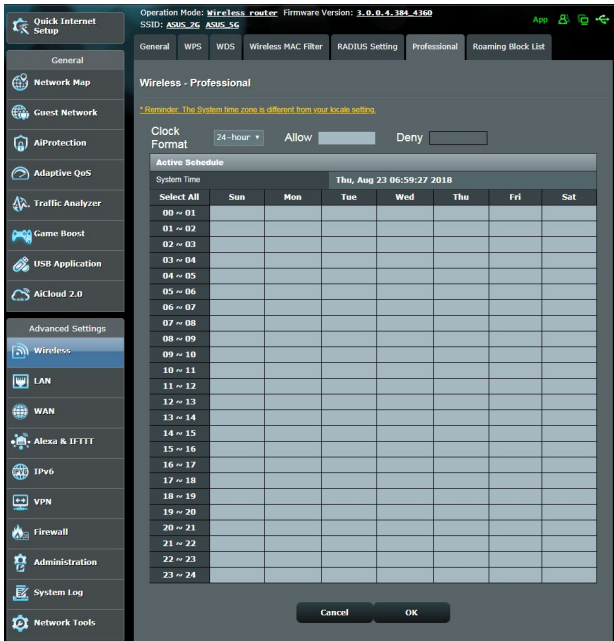 Quick Internet
Setup
General
Network Map
Guest Network
AiProtection
Adaptive QoS
Traffic Analyzer
Game Boost
USB Application
AiCloud 2.0
Advanced Settings
Wireless
LAN
WAN
Alexa & IFTTT
IPv6
VPN
Firewall
Administration
System Log
Network Tools
Operation Mode: Wireless router Firmware Version: 3.0.0.4.384_4360
SSID: ASUS_2G ASUS_5G
App
General WPS WDS Wireless MAC Filter RADIUS Setting Professional Roaming Block List
Wireless - Professional
* Reminder: The System time zone is different from your locale setting.
Clock
Format 24-hour Allow Deny
Active Schedule
System Time Thu, Aug 23 06:59:27 2018
Select All Sun Mon Tue Wed Thu Fri Sat
00 ~ 01
01 ~ 02
02 ~ 03
03 ~ 04
04 ~ 05
05 ~ 06
06 ~ 07
07 ~ 08
08 ~ 09
09 ~ 10
10 ~ 11
11 ~ 12
12 ~ 13
13 ~ 14
14 ~ 15
15 ~ 16
16 ~ 17
17 ~ 18
18 ~ 19
19 ~ 20
20 ~ 21
21 ~ 22
22 ~ 23
23 ~ 24
Cancel OK